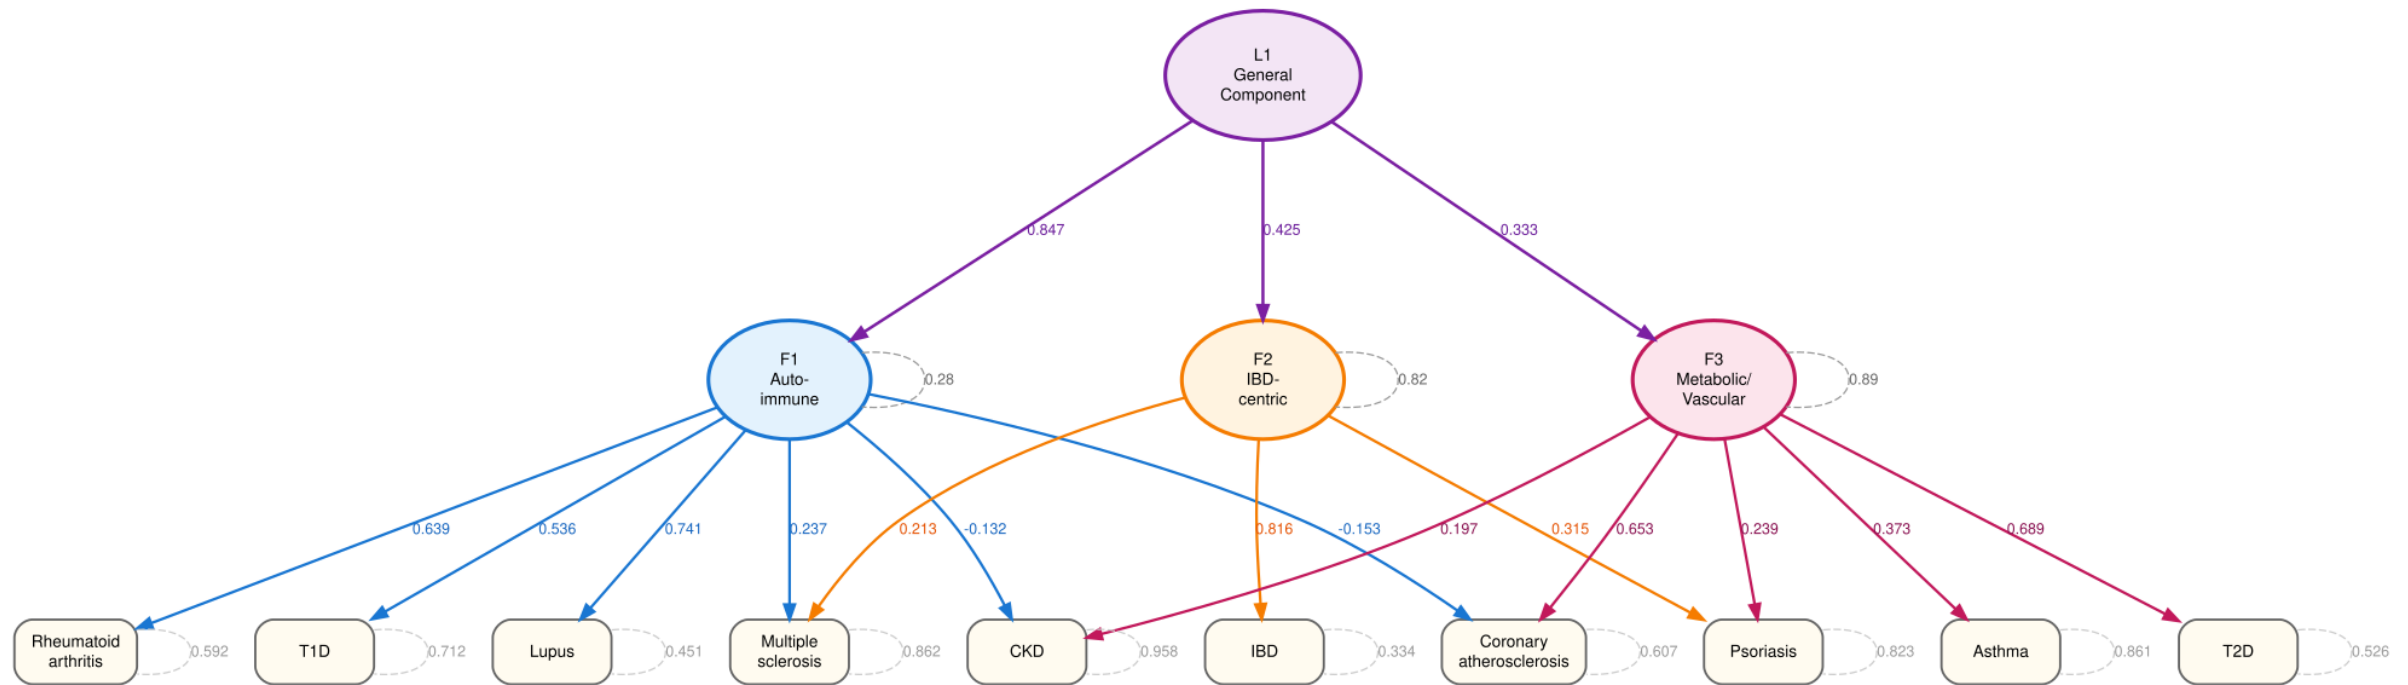 L1
General
Component
0.847
0.425
0.333
F1
Auto-
immune
0.28
F2
IBD-
centric
0.82
F3
Metabolic/
Vascular
0.89
0.639
0.536
0.741
0.237
0.213
-0.132
0.816
-0.153
0.197
0.315
0.653
0.239
0.373
0.689
Rheumatoid
arthritis
0.592
T1D
0.712
Lupus
0.451
Multiple
sclerosis
0.862
CKD
0.958
IBD
0.334
Coronary
atherosclerosis
0.607
Psoriasis
0.823
Asthma
0.861
T2D
0.526